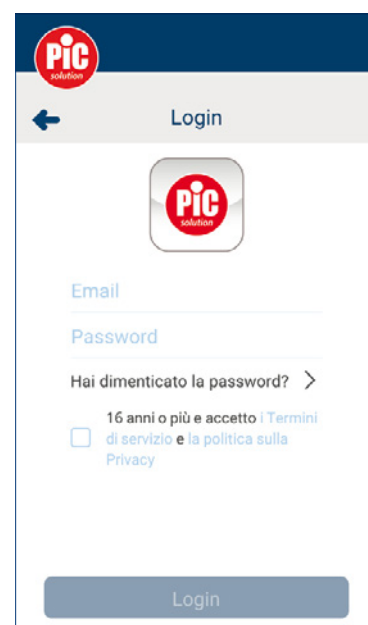 PiC
solution
Login
PiC
solution
Email
Password
Hai dimenticato la password?
16 anni o più e accetto i Termini
di servizio e la politica sulla
Privacy
Login